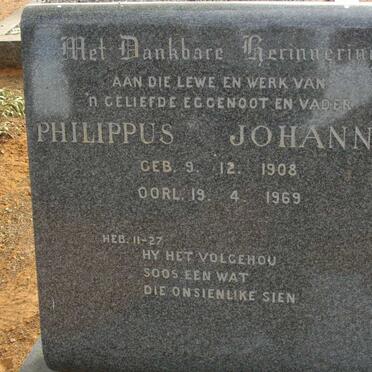 Met Dankbare Herinnering
AAN DIE LEWE EN WERK VAN
'N GELIEFDE EGGENOOT EN VADER
PHILIPPUS JOHANN
GEB. 9. 12. 1908
OORL. 19. 4. 1969
HEB. 11-27
HY HET VOLGEHOU
SOOS EEN WAT
DIE ONSIENLIKE SIEN